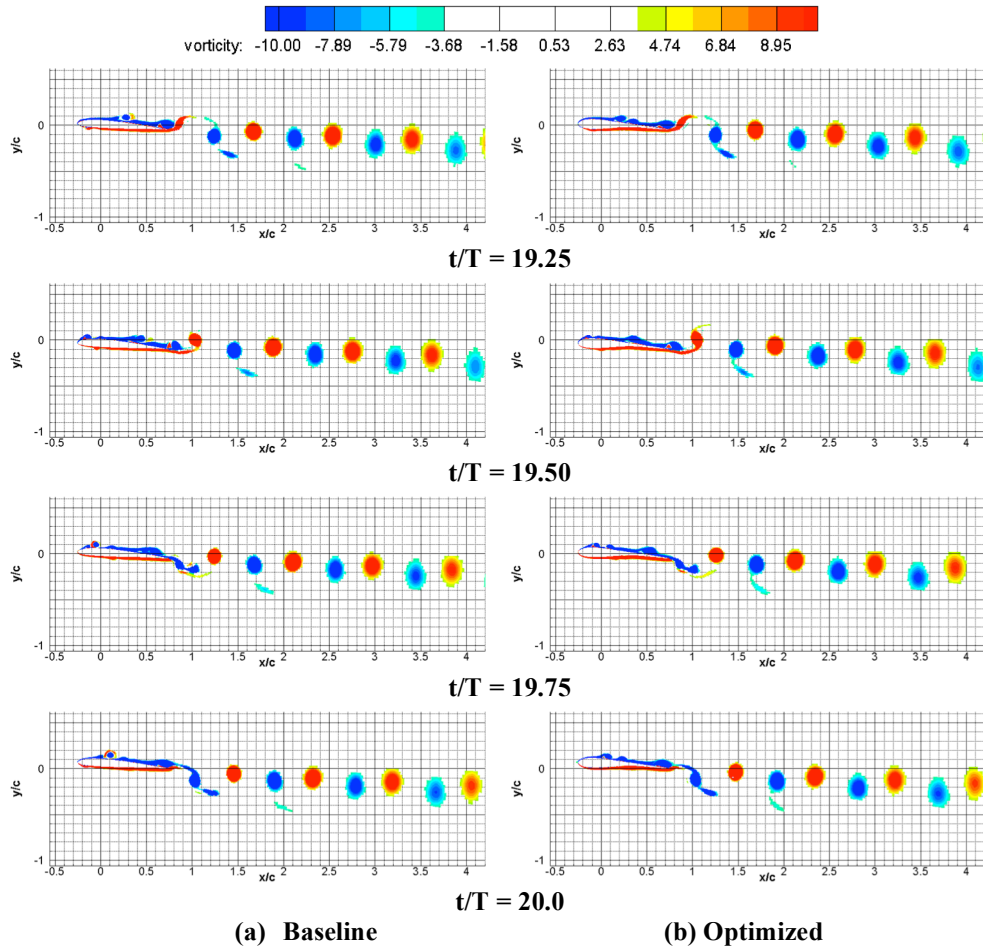 vorticity: -10.00 -7.89 -5.79 -3.68 -1.58 0.53 2.63 4.74 6.84 8.95
y/c 0 -1 y/c 0 -1
-0.5 0 0.5 1 1.5 2 2.5 3 3.5 4 -0.5 0 0.5 1 1.5 2 2.5 3 3.5 4
x/c x/c
t/T = 19.25
y/c 0 -1 y/c 0 -1
-0.5 0 0.5 1 1.5 2 2.5 3 3.5 4 -0.5 0 0.5 1 1.5 2 2.5 3 3.5 4
x/c x/c
t/T = 19.50
y/c 0 -1 y/c 0 -1
-0.5 0 0.5 1 1.5 2 2.5 3 3.5 4 -0.5 0 0.5 1 1.5 2 2.5 3 3.5 4
x/c x/c
t/T = 19.75
y/c 0 -1 y/c 0 -1
-0.5 0 0.5 1 1.5 2 2.5 3 3.5 4 -0.5 0 0.5 1 1.5 2 2.5 3 3.5 4
x/c x/c
t/T = 20.0
(a) Baseline (b) Optimized